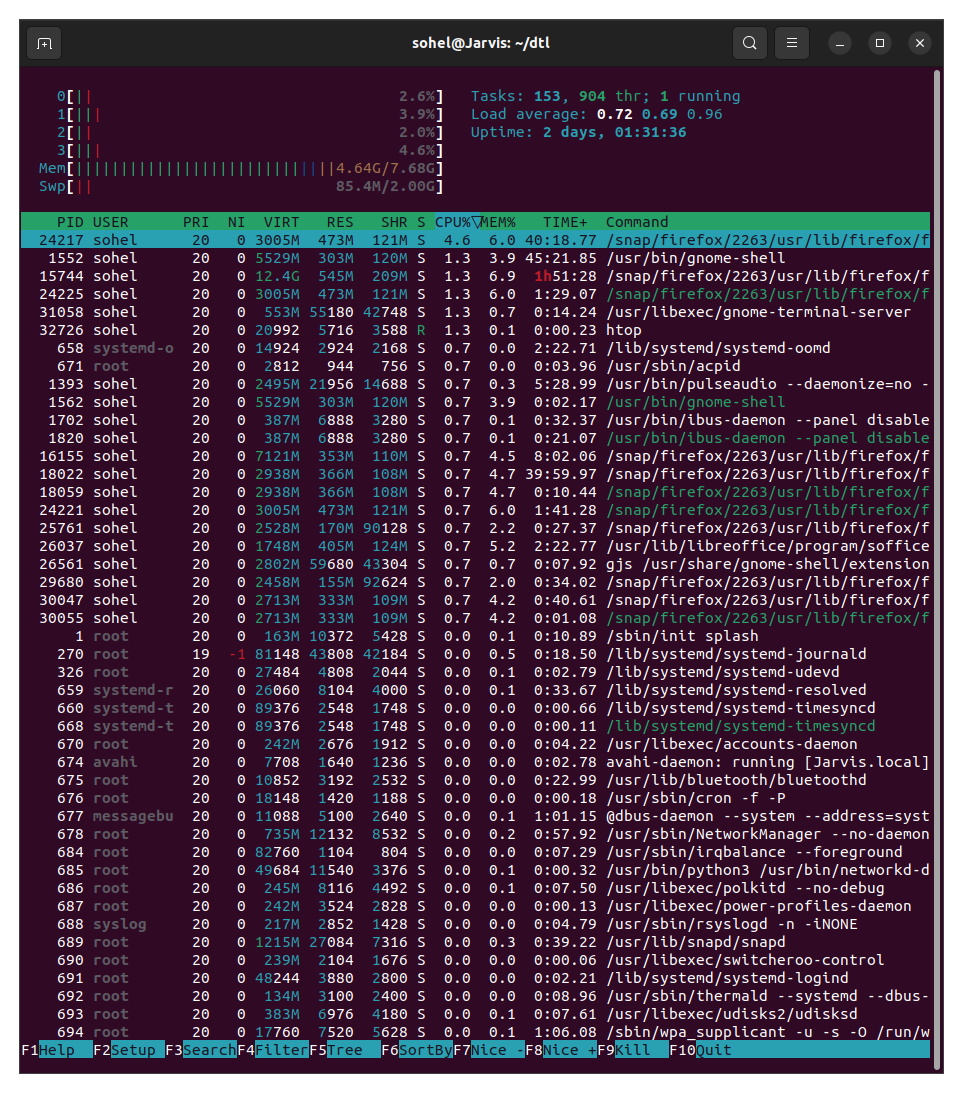 sohel@Jarvis: ~/dtl
0[|| 2.6%] Tasks: 153, 904 thr; 1 running
1[||| 3.9%] Load average: 0.72 0.69 0.96
2[|| 2.0%] Uptime: 2 days, 01:31:36
3[||| 4.6%]
Mem[|||||||||||||||||||||||||||||4.64G/7.68G]
Swp[|| 85.4M/2.00G]
PID USER PRI NI VIRT RES SHR S CPU%▽MEM% TIME+ Command
24217 sohel 20 0 3005M 473M 121M S 4.6 6.0 40:18.77 /snap/firefox/2263/usr/lib/firefox/f
1552 sohel 20 0 5529M 303M 120M S 1.3 3.9 45:21.85 /usr/bin/gnome-shell
15744 sohel 20 0 12.4G 545M 209M S 1.3 6.9 1h51:28 /snap/firefox/2263/usr/lib/firefox/f
24225 sohel 20 0 3005M 473M 121M S 1.3 6.0 1:29.07 /snap/firefox/2263/usr/lib/firefox/f
31058 sohel 20 0 553M 55180 42748 S 1.3 0.7 0:14.24 /usr/libexec/gnome-terminal-server
32726 sohel 20 0 20992 5716 3588 R 1.3 0.1 0:00.23 htop
658 systemd-o 20 0 14924 2924 2168 S 0.7 0.0 2:22.71 /lib/systemd/systemd-oomd
671 root 20 0 2812 944 756 S 0.7 0.0 0:03.96 /usr/sbin/acpid
1393 sohel 20 0 2495M 21956 14688 S 0.7 0.3 5:28.99 /usr/bin/pulseaudio --daemonize=no -
1562 sohel 20 0 5529M 303M 120M S 0.7 3.9 0:02.17 /usr/bin/gnome-shell
1702 sohel 20 0 387M 6888 3280 S 0.7 0.1 0:32.37 /usr/bin/ibus-daemon --panel disable
1820 sohel 20 0 387M 6888 3280 S 0.7 0.1 0:21.07 /usr/bin/ibus-daemon --panel disable
16155 sohel 20 0 7121M 353M 110M S 0.7 4.5 8:02.06 /snap/firefox/2263/usr/lib/firefox/f
18022 sohel 20 0 2938M 366M 108M S 0.7 4.7 39:59.97 /snap/firefox/2263/usr/lib/firefox/f
18059 sohel 20 0 2938M 366M 108M S 0.7 4.7 0:10.44 /snap/firefox/2263/usr/lib/firefox/f
24221 sohel 20 0 3005M 473M 121M S 0.7 6.0 1:41.28 /snap/firefox/2263/usr/lib/firefox/f
25761 sohel 20 0 2528M 170M 90128 S 0.7 2.2 0:27.37 /snap/firefox/2263/usr/lib/firefox/f
26037 sohel 20 0 1748M 405M 124M S 0.7 5.2 2:22.77 /usr/lib/libreoffice/program/soffice
26561 sohel 20 0 2802M 59680 43304 S 0.7 0.7 0:07.92 gjs /usr/share/gnome-shell/extension
29680 sohel 20 0 2458M 155M 92624 S 0.7 2.0 0:34.02 /snap/firefox/2263/usr/lib/firefox/f
30047 sohel 20 0 2713M 333M 109M S 0.7 4.2 0:40.61 /snap/firefox/2263/usr/lib/firefox/f
30055 sohel 20 0 2713M 333M 109M S 0.7 4.2 0:01.08 /snap/firefox/2263/usr/lib/firefox/f
1 root 20 0 163M 10372 5428 S 0.0 0.1 0:10.89 /sbin/init splash
270 root 19 -1 81148 43808 42184 S 0.0 0.5 0:18.50 /lib/systemd/systemd-journald
326 root 20 0 27484 4808 2044 S 0.0 0.1 0:02.79 /lib/systemd/systemd-udevd
659 systemd-r 20 0 26060 8104 4000 S 0.0 0.1 0:33.67 /lib/systemd/systemd-resolved
660 systemd-t 20 0 89376 2548 1748 S 0.0 0.0 0:00.66 /lib/systemd/systemd-timesyncd
668 systemd-t 20 0 89376 2548 1748 S 0.0 0.0 0:00.11 /lib/systemd/systemd-timesyncd
670 root 20 0 242M 2676 1912 S 0.0 0.0 0:04.22 /usr/libexec/accounts-daemon
674 avahi 20 0 7708 1640 1236 S 0.0 0.0 0:02.78 avahi-daemon: running [Jarvis.local]
675 root 20 0 10852 3192 2532 S 0.0 0.0 0:22.99 /usr/lib/bluetooth/bluetoothd
676 root 20 0 18148 1420 1188 S 0.0 0.0 0:00.18 /usr/sbin/cron -f -P
677 messagebu 20 0 11088 5100 2640 S 0.0 0.1 1:01.15 @dbus-daemon --system --address=syst
678 root 20 0 735M 12132 8532 S 0.0 0.2 0:57.92 /usr/sbin/NetworkManager --no-daemon
684 root 20 0 82760 1104 804 S 0.0 0.0 0:07.29 /usr/sbin/irqbalance --foreground
685 root 20 0 49684 11540 3376 S 0.0 0.1 0:00.32 /usr/bin/python3 /usr/bin/networkd-d
686 root 20 0 245M 8116 4492 S 0.0 0.1 0:07.50 /usr/libexec/polkitd --no-debug
687 root 20 0 242M 3524 2828 S 0.0 0.0 0:00.13 /usr/libexec/power-profiles-daemon
688 syslog 20 0 217M 2852 1428 S 0.0 0.0 0:04.79 /usr/sbin/rsyslogd -n -iNONE
689 root 20 0 1215M 27084 7316 S 0.0 0.3 0:39.22 /usr/lib/snapd/snapd
690 root 20 0 239M 2104 1676 S 0.0 0.0 0:00.06 /usr/libexec/switcheroo-control
691 root 20 0 48244 3880 2800 S 0.0 0.0 0:02.21 /lib/systemd/systemd-logind
692 root 20 0 134M 3100 2400 S 0.0 0.0 0:08.96 /usr/sbin/thermald --systemd --dbus-
693 root 20 0 383M 6976 4180 S 0.0 0.1 0:07.61 /usr/libexec/udisks2/udisksd
694 root 20 0 17760 7520 5628 S 0.0 0.1 1:06.08 /sbin/wpa_supplicant -u -s -O /run/w
F1Help F2Setup F3SearchF4FilterF5Tree F6SortByF7Nice -F8Nice +F9Kill F10Quit